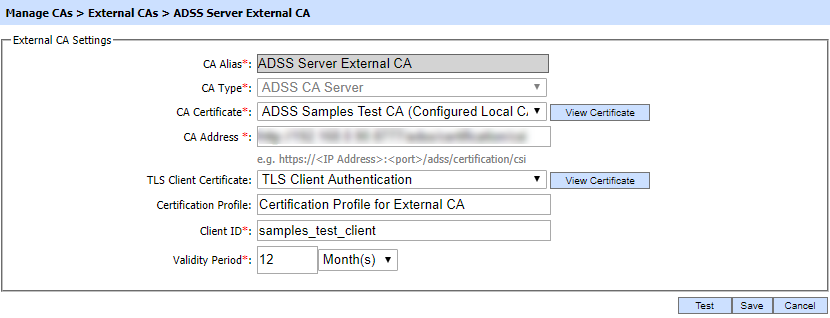 Manage CAs > External CAs > ADSS Server External CA
External CA Settings
CA Alias*: ADSS Server External CA
CA Type*: ADSS CA Server
CA Certificate*: ADSS Samples Test CA (Configured Local CA View Certificate
CA Address *:
e.g. https://<IP Address>:<port>/adss/certification/csi
TLS Client Certificate: TLS Client Authentication View Certificate
Certification Profile: Certification Profile for External CA
Client ID*: samples_test_client
Validity Period*: 12 Month(s)
Test Save Cancel